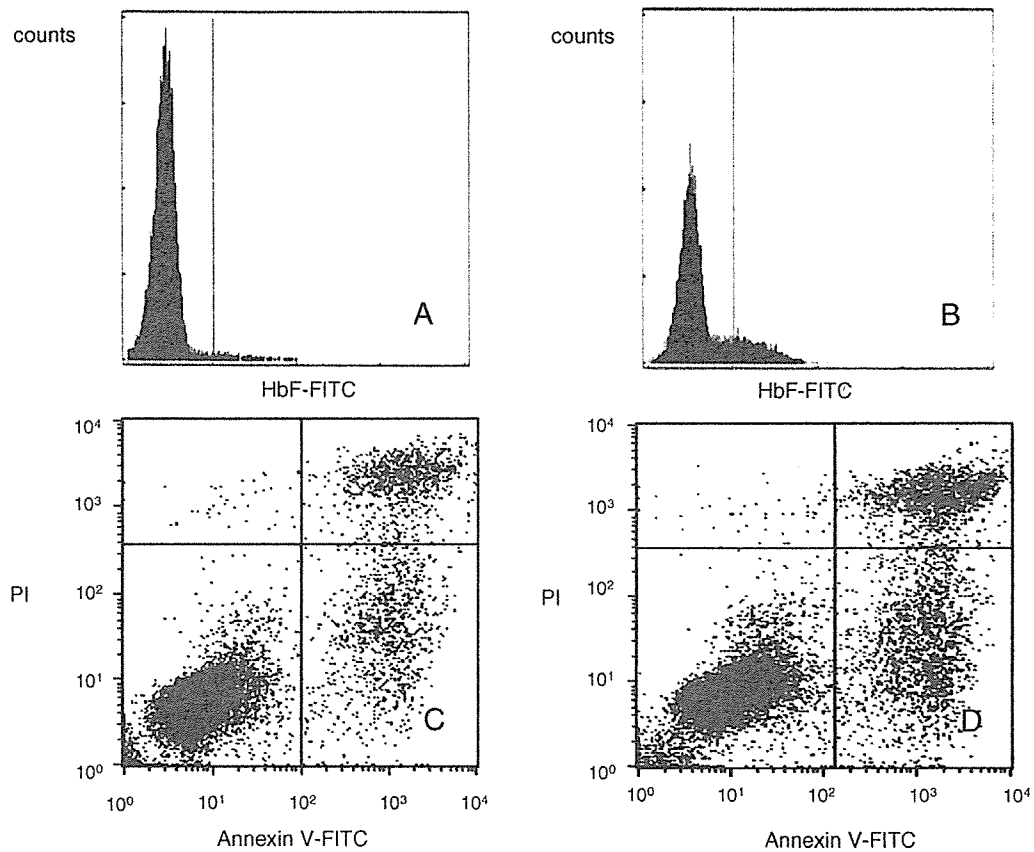 counts
counts
A
B
HbF-FITC
HbF-FITC
10⁴
10³
PI
10²
10¹
10⁰
C
10⁰ 10¹ 10² 10³ 10⁴
Annexin V-FITC
10⁴
10³
PI
10²
10¹
10⁰
D
10⁰ 10¹ 10² 10³ 10⁴
Annexin V-FITC